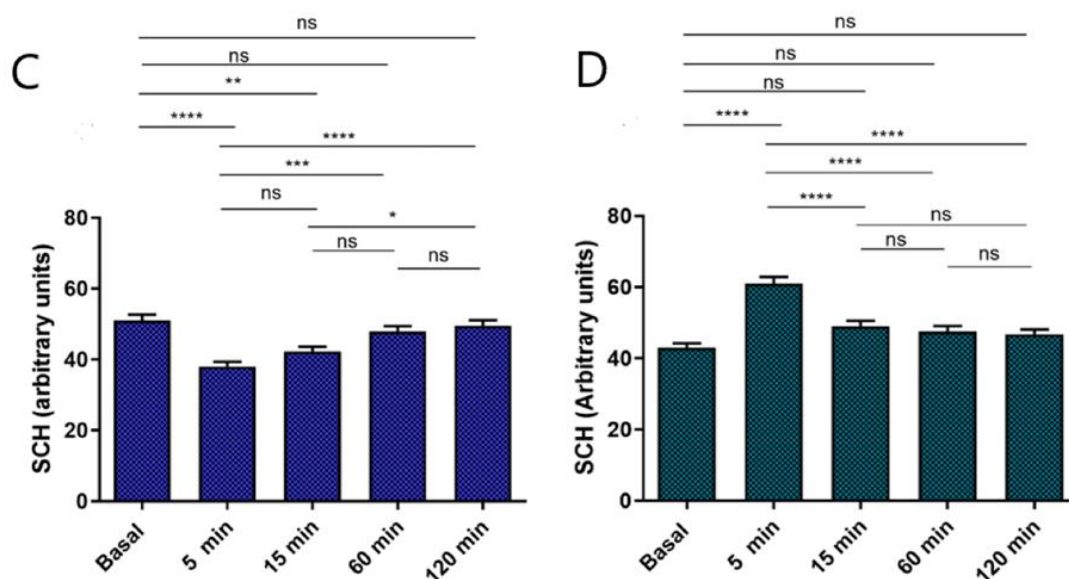 C
ns
ns
**
****
****
***
ns
*
ns
ns
SCH (arbitrary units)
80
60
40
20
0
Basal
5 min
15 min
60 min
120 min
D
ns
ns
ns
****
****
****
****
ns
ns
ns
SCH (Arbitrary units)
80
60
40
20
0
Basal
5 min
15 min
60 min
120 min